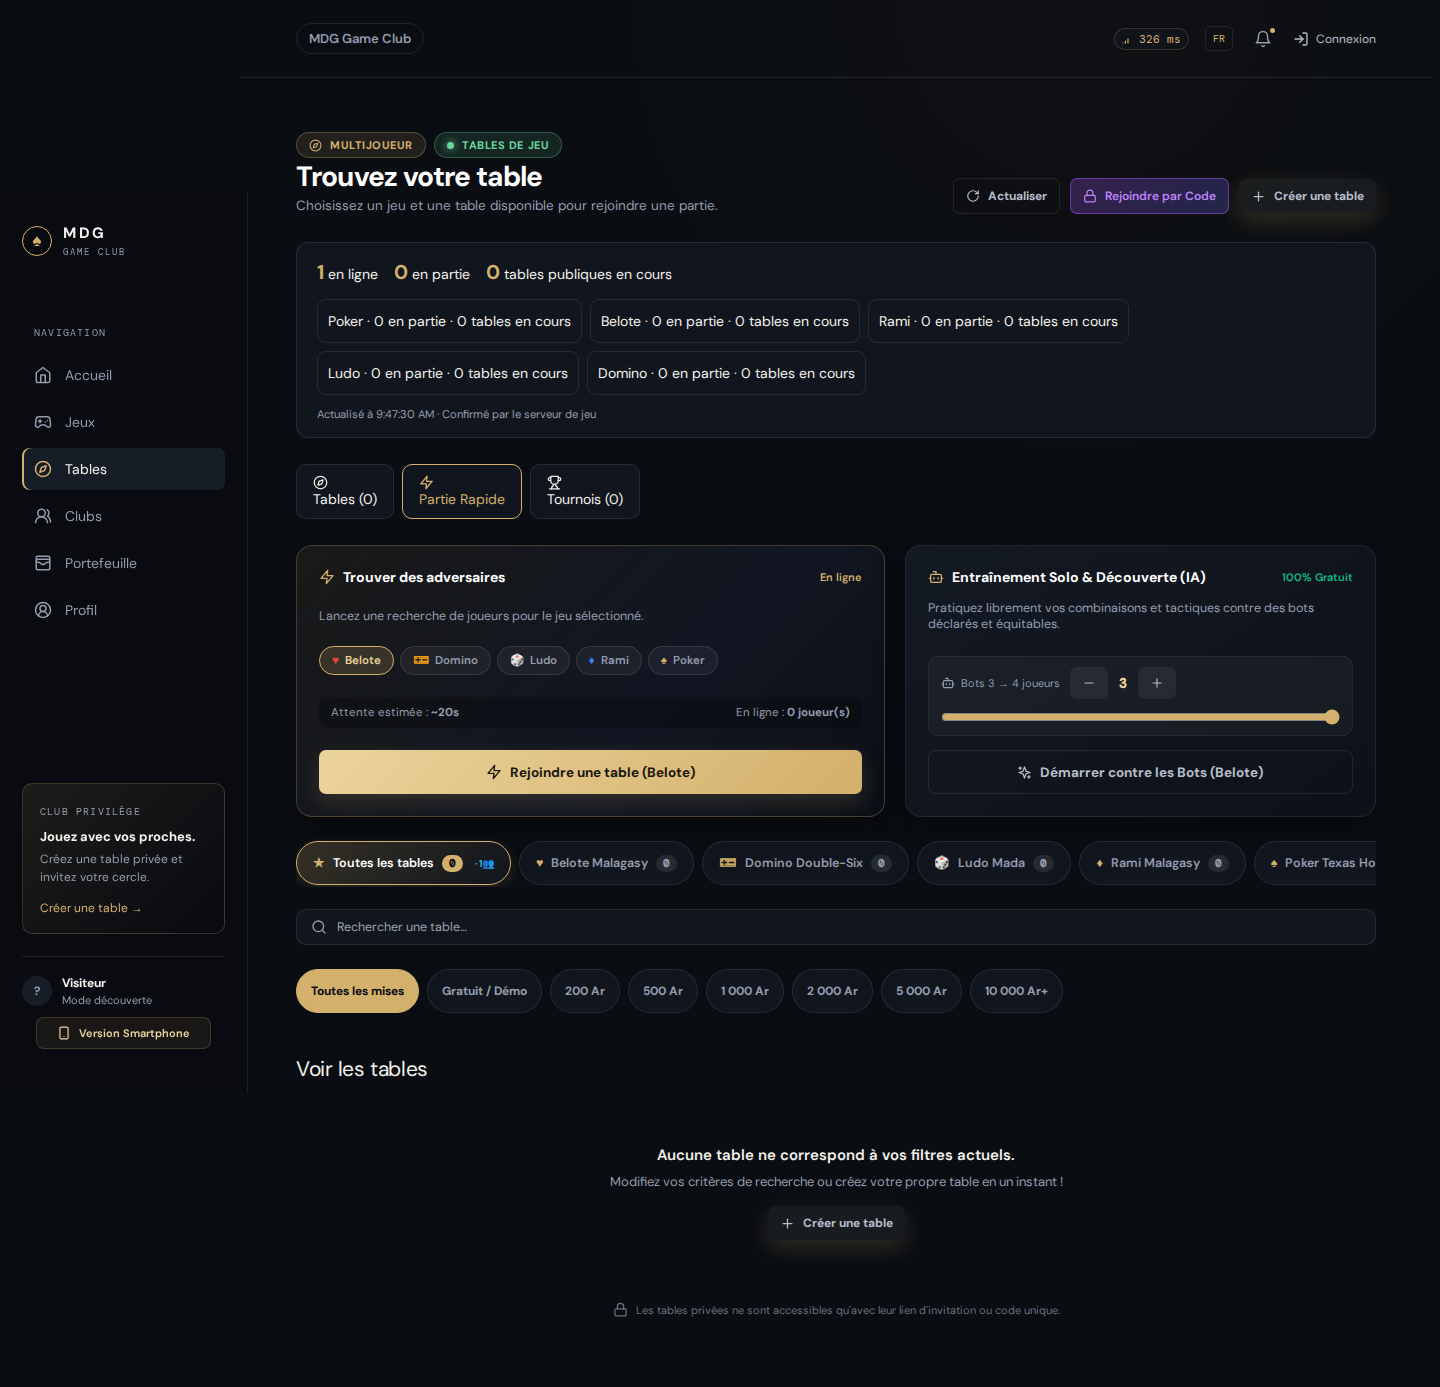 MDG Game Club
326 ms
FR
Connexion
MULTIJOUEUR
TABLES DE JEU
Trouvez votre table
Choisissez un jeu et une table disponible pour rejoindre une partie.
Actualiser
Rejoindre par Code
Créer une table
MDG
GAME CLUB
NAVIGATION
Accueil
Jeux
Tables
Clubs
Portefeuille
Profil
CLUB PRIVILÈGE
Jouez avec vos proches.
Créez une table privée et
invitez votre cercle.
Créer une table →
?
Visiteur
Mode découverte
Version Smartphone
1 en ligne 0 en partie 0 tables publiques en cours
Poker · 0 en partie · 0 tables en cours
Belote · 0 en partie · 0 tables en cours
Rami · 0 en partie · 0 tables en cours
Ludo · 0 en partie · 0 tables en cours
Domino · 0 en partie · 0 tables en cours
Actualisé à 9:47:30 AM · Confirmé par le serveur de jeu
Tables (0)
Partie Rapide
Tournois (0)
Trouver des adversaires
En ligne
Lancez une recherche de joueurs pour le jeu sélectionné.
♥ Belote
Domino
Ludo
♦ Rami
♠ Poker
Attente estimée : ~20s
En ligne : 0 joueur(s)
Rejoindre une table (Belote)
Entraînement Solo & Découverte (IA)
100% Gratuit
Pratiquez librement vos combinaisons et tactiques contre des bots
déclarés et équitables.
Bots 3 → 4 joueurs
− 3 +
Démarrer contre les Bots (Belote)
★ Toutes les tables 0 · 1
♥ Belote Malagasy 0
Domino Double-Six 0
Ludo Mada 0
♦ Rami Malagasy 0
♠ Poker Texas Ho
Rechercher une table...
Toutes les mises
Gratuit / Démo
200 Ar
500 Ar
1 000 Ar
2 000 Ar
5 000 Ar
10 000 Ar+
Voir les tables
Aucune table ne correspond à vos filtres actuels.
Modifiez vos critères de recherche ou créez votre propre table en un instant !
Créer une table
Les tables privées ne sont accessibles qu'avec leur lien d'invitation ou code unique.